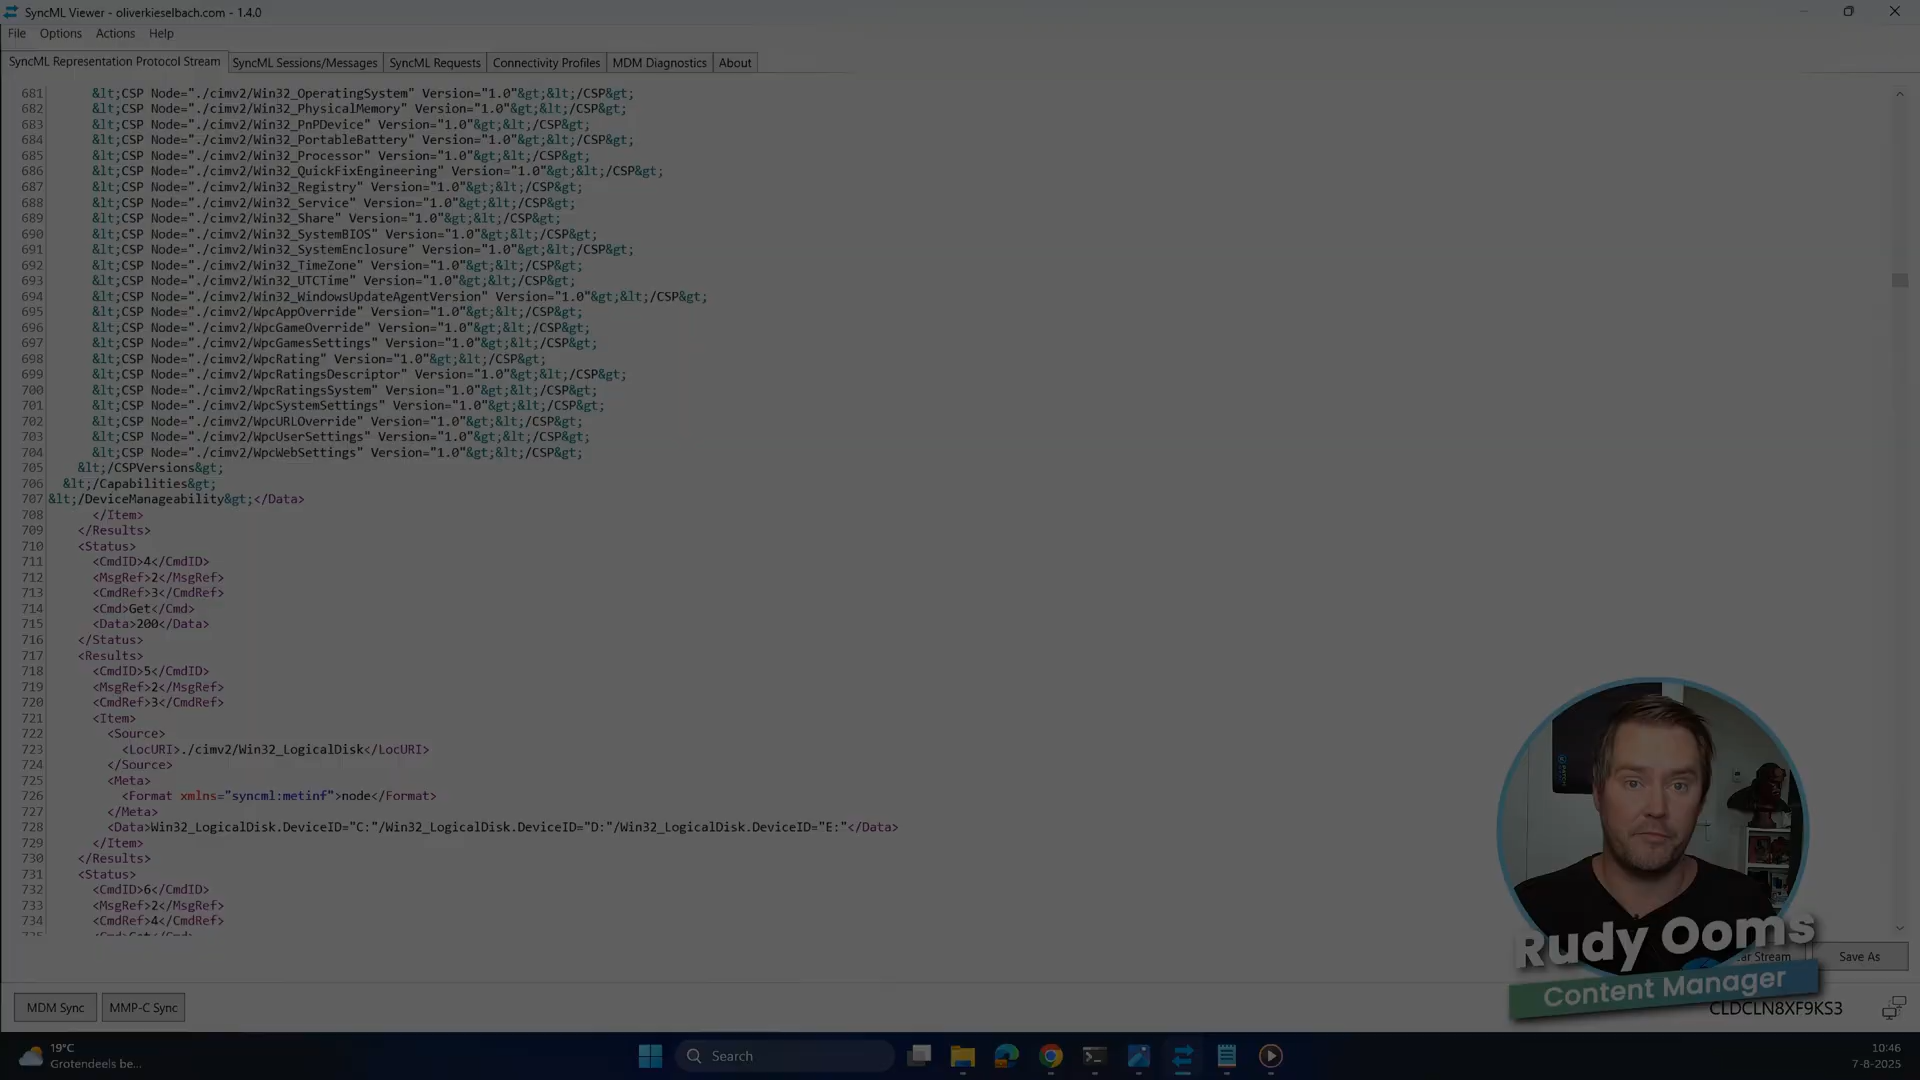 SyncML Viewer - oliverkieselbach.com - 1.4.0
File Options Actions Help
SyncML Representation Protocol Stream SyncML Sessions/Messages SyncML Requests Connectivity Profiles MDM Diagnostics About
681 &lt;CSP Node="./cimv2/Win32_OperatingSystem" Version="1.0"&gt;&lt;/CSP&gt;
682 &lt;CSP Node="./cimv2/Win32_PhysicalMemory" Version="1.0"&gt;&lt;/CSP&gt;
683 &lt;CSP Node="./cimv2/Win32_PnPDevice" Version="1.0"&gt;&lt;/CSP&gt;
684 &lt;CSP Node="./cimv2/Win32_PortableBattery" Version="1.0"&gt;&lt;/CSP&gt;
685 &lt;CSP Node="./cimv2/Win32_Processor" Version="1.0"&gt;&lt;/CSP&gt;
686 &lt;CSP Node="./cimv2/Win32_QuickFixEngineering" Version="1.0"&gt;&lt;/CSP&gt;
687 &lt;CSP Node="./cimv2/Win32_Registry" Version="1.0"&gt;&lt;/CSP&gt;
688 &lt;CSP Node="./cimv2/Win32_Service" Version="1.0"&gt;&lt;/CSP&gt;
689 &lt;CSP Node="./cimv2/Win32_Share" Version="1.0"&gt;&lt;/CSP&gt;
690 &lt;CSP Node="./cimv2/Win32_SystemBIOS" Version="1.0"&gt;&lt;/CSP&gt;
691 &lt;CSP Node="./cimv2/Win32_SystemEnclosure" Version="1.0"&gt;&lt;/CSP&gt;
692 &lt;CSP Node="./cimv2/Win32_TimeZone" Version="1.0"&gt;&lt;/CSP&gt;
693 &lt;CSP Node="./cimv2/Win32_UTCTime" Version="1.0"&gt;&lt;/CSP&gt;
694 &lt;CSP Node="./cimv2/Win32_WindowsUpdateAgentVersion" Version="1.0"&gt;&lt;/CSP&gt;
695 &lt;CSP Node="./cimv2/WpcAppOverride" Version="1.0"&gt;&lt;/CSP&gt;
696 &lt;CSP Node="./cimv2/WpcGameOverride" Version="1.0"&gt;&lt;/CSP&gt;
697 &lt;CSP Node="./cimv2/WpcGamesSettings" Version="1.0"&gt;&lt;/CSP&gt;
698 &lt;CSP Node="./cimv2/WpcRating" Version="1.0"&gt;&lt;/CSP&gt;
699 &lt;CSP Node="./cimv2/WpcRatingsDescriptor" Version="1.0"&gt;&lt;/CSP&gt;
700 &lt;CSP Node="./cimv2/WpcRatingsSystem" Version="1.0"&gt;&lt;/CSP&gt;
701 &lt;CSP Node="./cimv2/WpcSystemSettings" Version="1.0"&gt;&lt;/CSP&gt;
702 &lt;CSP Node="./cimv2/WpcURLOverride" Version="1.0"&gt;&lt;/CSP&gt;
703 &lt;CSP Node="./cimv2/WpcUserSettings" Version="1.0"&gt;&lt;/CSP&gt;
704 &lt;CSP Node="./cimv2/WpcWebSettings" Version="1.0"&gt;&lt;/CSP&gt;
705 &lt;/CSPVersions&gt;
706 &lt;/Capabilities&gt;
707 &lt;/DeviceManageability&gt;</Data>
708 </Item>
709 </Results>
710 <Status>
711 <CmdID>4</CmdID>
712 <MsgRef>2</MsgRef>
713 <CmdRef>3</CmdRef>
714 <Cmd>Get</Cmd>
715 <Data>200</Data>
716 </Status>
717 <Results>
718 <CmdID>5</CmdID>
719 <MsgRef>2</MsgRef>
720 <CmdRef>3</CmdRef>
721 <Item>
722 <Source>
723 <LocURI>./cimv2/Win32_LogicalDisk</LocURI>
724 </Source>
725 <Meta>
726 <Format xmlns="syncml:metinf">node</Format>
727 </Meta>
728 <Data>Win32_LogicalDisk.DeviceID="C:"/Win32_LogicalDisk.DeviceID="D:"/Win32_LogicalDisk.DeviceID="E:"</Data>
729 </Item>
730 </Results>
731 <Status>
732 <CmdID>6</CmdID>
733 <MsgRef>2</MsgRef>
734 <CmdRef>4</CmdRef>
Rudy Ooms
Content Manager
Stream Save As
MDM Sync MMP-C Sync CLDCLN8XF9KS3
19°C
Grotendeels be...
Search
10:46
7-8-2025